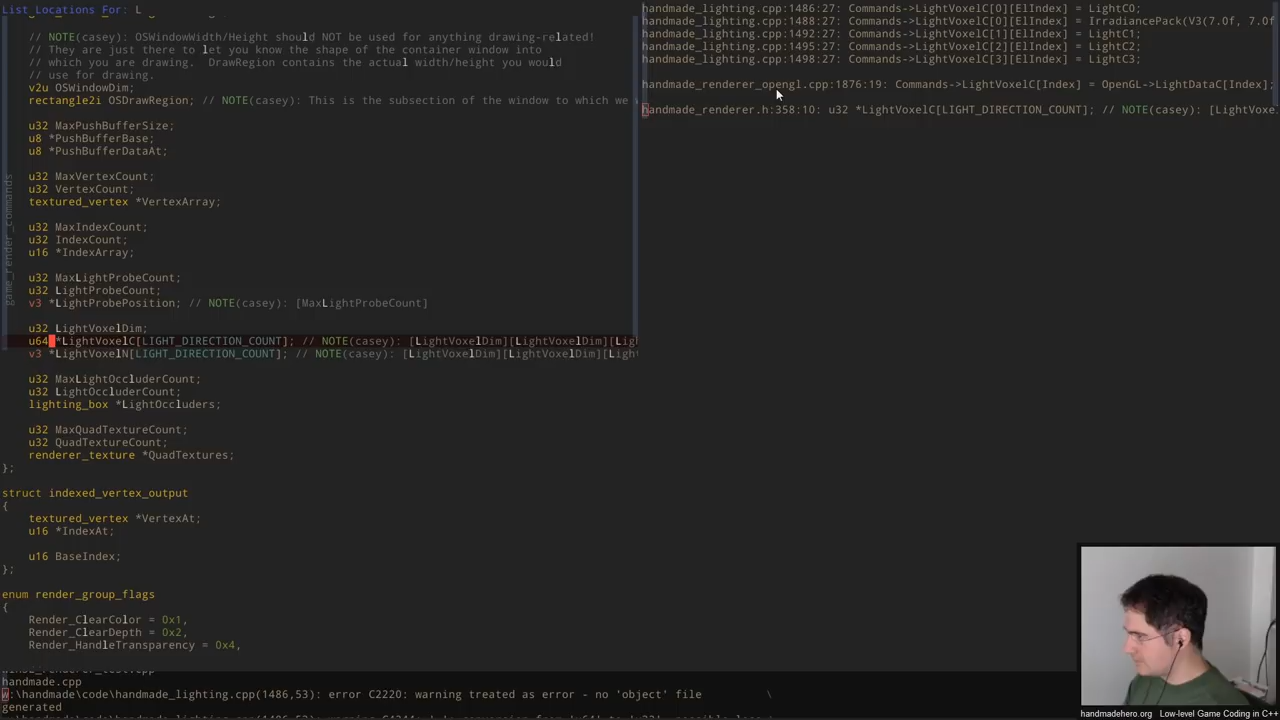 List Locations For: L
// NOTE(casey): OSWindowWidth/Height should NOT be used for anything drawing-related!
// They are just there to let you know the shape of the container window into
// which you are drawing.  DrawRegion contains the actual width/height you would
// use for drawing.
v2u OSWindowDim;
rectangle2i OSDrawRegion; // NOTE(casey): This is the subsection of the window to which we
u32 MaxPushBufferSize;
u8 *PushBufferBase;
u8 *PushBufferDataAt;
u32 MaxVertexCount;
u32 VertexCount;
textured_vertex *VertexArray;
u32 MaxIndexCount;
u32 IndexCount;
u16 *IndexArray;
u32 MaxLightProbeCount;
u32 LightProbeCount;
v3 *LightProbePosition; // NOTE(casey): [MaxLightProbeCount]
u32 LightVoxelDim;
u64 *LightVoxelC[LIGHT_DIRECTION_COUNT]; // NOTE(casey): [LightVoxelDim][LightVoxelDim][Lig
v3 *LightVoxelN[LIGHT_DIRECTION_COUNT]; // NOTE(casey): [LightVoxelDim][LightVoxelDim][Ligh
u32 MaxLightOccluderCount;
u32 LightOccluderCount;
lighting_box *LightOccluders;
u32 MaxQuadTextureCount;
u32 QuadTextureCount;
renderer_texture *QuadTextures;
};
struct indexed_vertex_output
{
textured_vertex *VertexAt;
u16 *IndexAt;
u16 BaseIndex;
};
enum render_group_flags
{
Render_ClearColor = 0x1,
Render_ClearDepth = 0x2,
Render_HandleTransparency = 0x4,
game_render_commands
handmade_lighting.cpp:1486:27: Commands->LightVoxelC[0][ElIndex] = LightC0;
handmade_lighting.cpp:1488:27: Commands->LightVoxelC[0][ElIndex] = IrradiancePack(V3(7.0f, 7.0f
handmade_lighting.cpp:1492:27: Commands->LightVoxelC[1][ElIndex] = LightC1;
handmade_lighting.cpp:1495:27: Commands->LightVoxelC[2][ElIndex] = LightC2;
handmade_lighting.cpp:1498:27: Commands->LightVoxelC[3][ElIndex] = LightC3;
handmade_renderer_opengl.cpp:1876:19: Commands->LightVoxelC[Index] = OpenGL->LightDataC[Index];
handmade_renderer.h:358:10: u32 *LightVoxelC[LIGHT_DIRECTION_COUNT]; // NOTE(casey): [LightVoxe
handmade.cpp
w:\handmade\code\handmade_lighting.cpp(1486,53): error C2220: warning treated as error - no 'object' file \
generated
handmadehero.org  Low-level Game Coding in C++